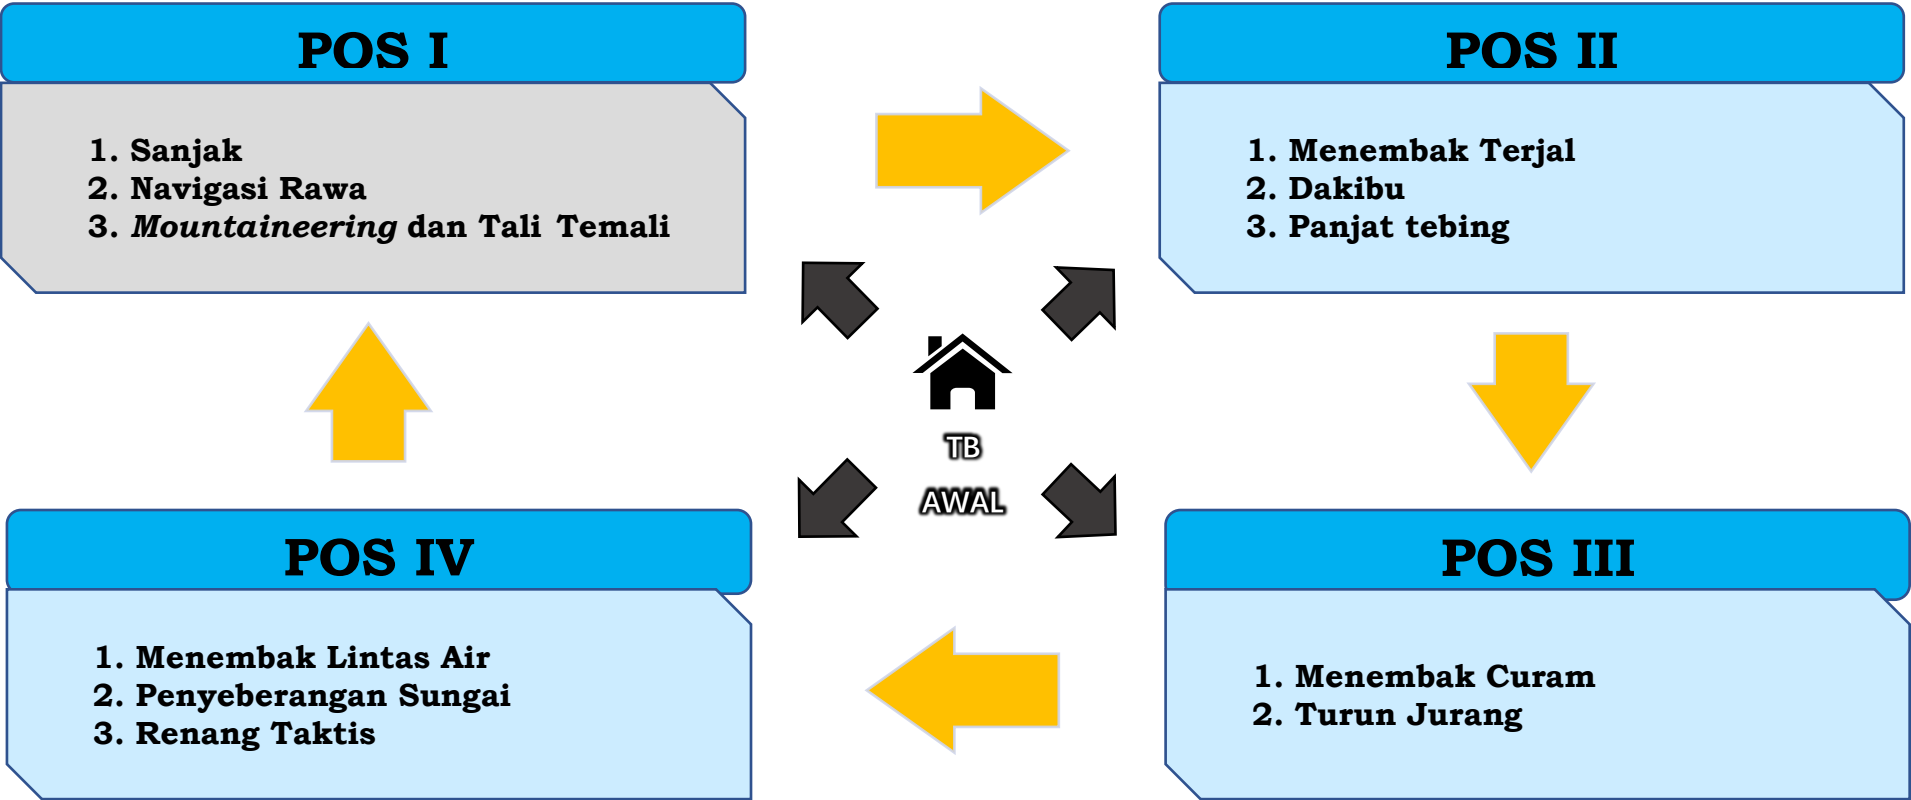 POS I
1. Sanjak
2. Navigasi Rawa
3. Mountaineering dan Tali Temali
POS II
1. Menembak Terjal
2. Dakibu
3. Panjat tebing
TB
AWAL
POS IV
1. Menembak Lintas Air
2. Penyeberangan Sungai
3. Renang Taktis
POS III
1. Menembak Curam
2. Turun Jurang